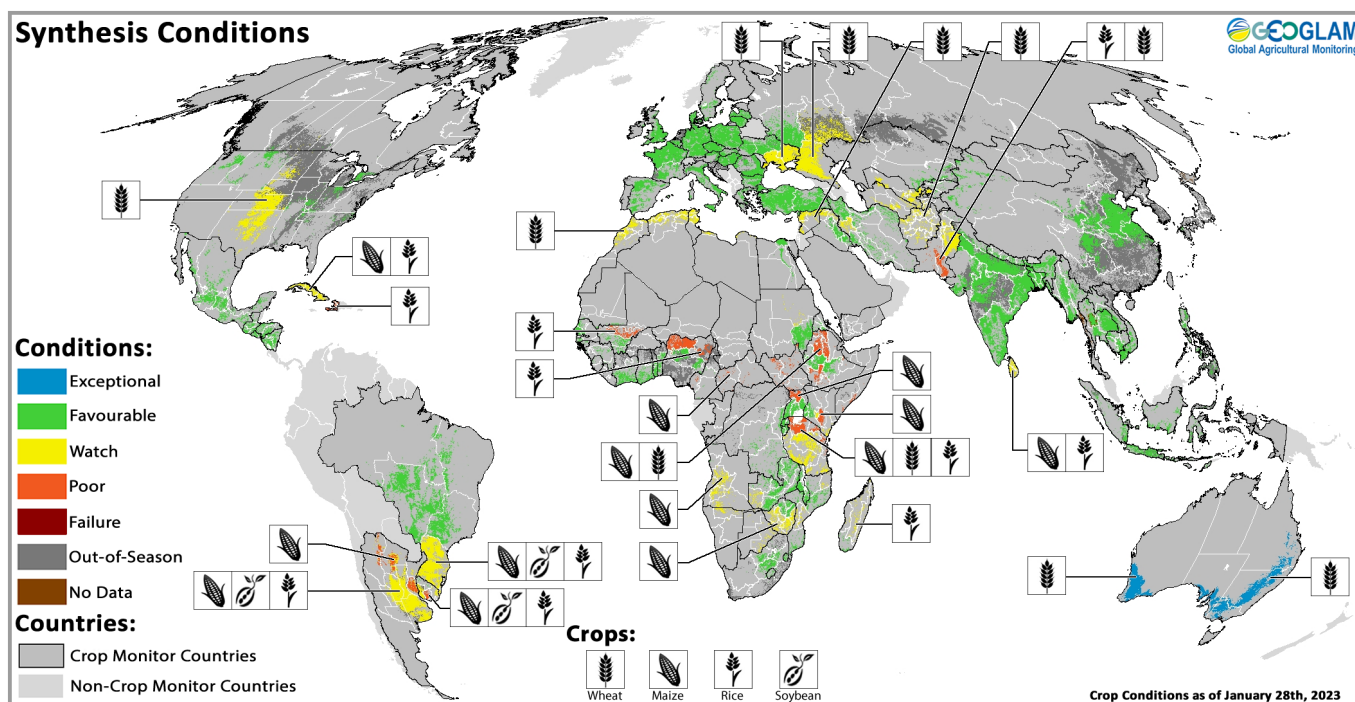 Synthesis Conditions
GEOGLAM
Global Agricultural Monitoring
Conditions:
Exceptional
Favourable
Watch
Poor
Failure
Out-of-Season
No Data
Countries:
Crop Monitor Countries
Non-Crop Monitor Countries
Crops:
Wheat
Maize
Rice
Soybean
Crop Conditions as of January 28th, 2023